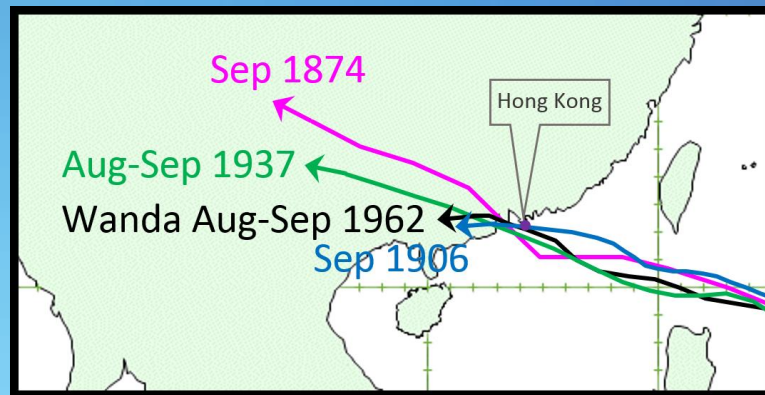 Sep 1874
Hong Kong
Aug-Sep 1937
Wanda Aug-Sep 1962
Sep 1906